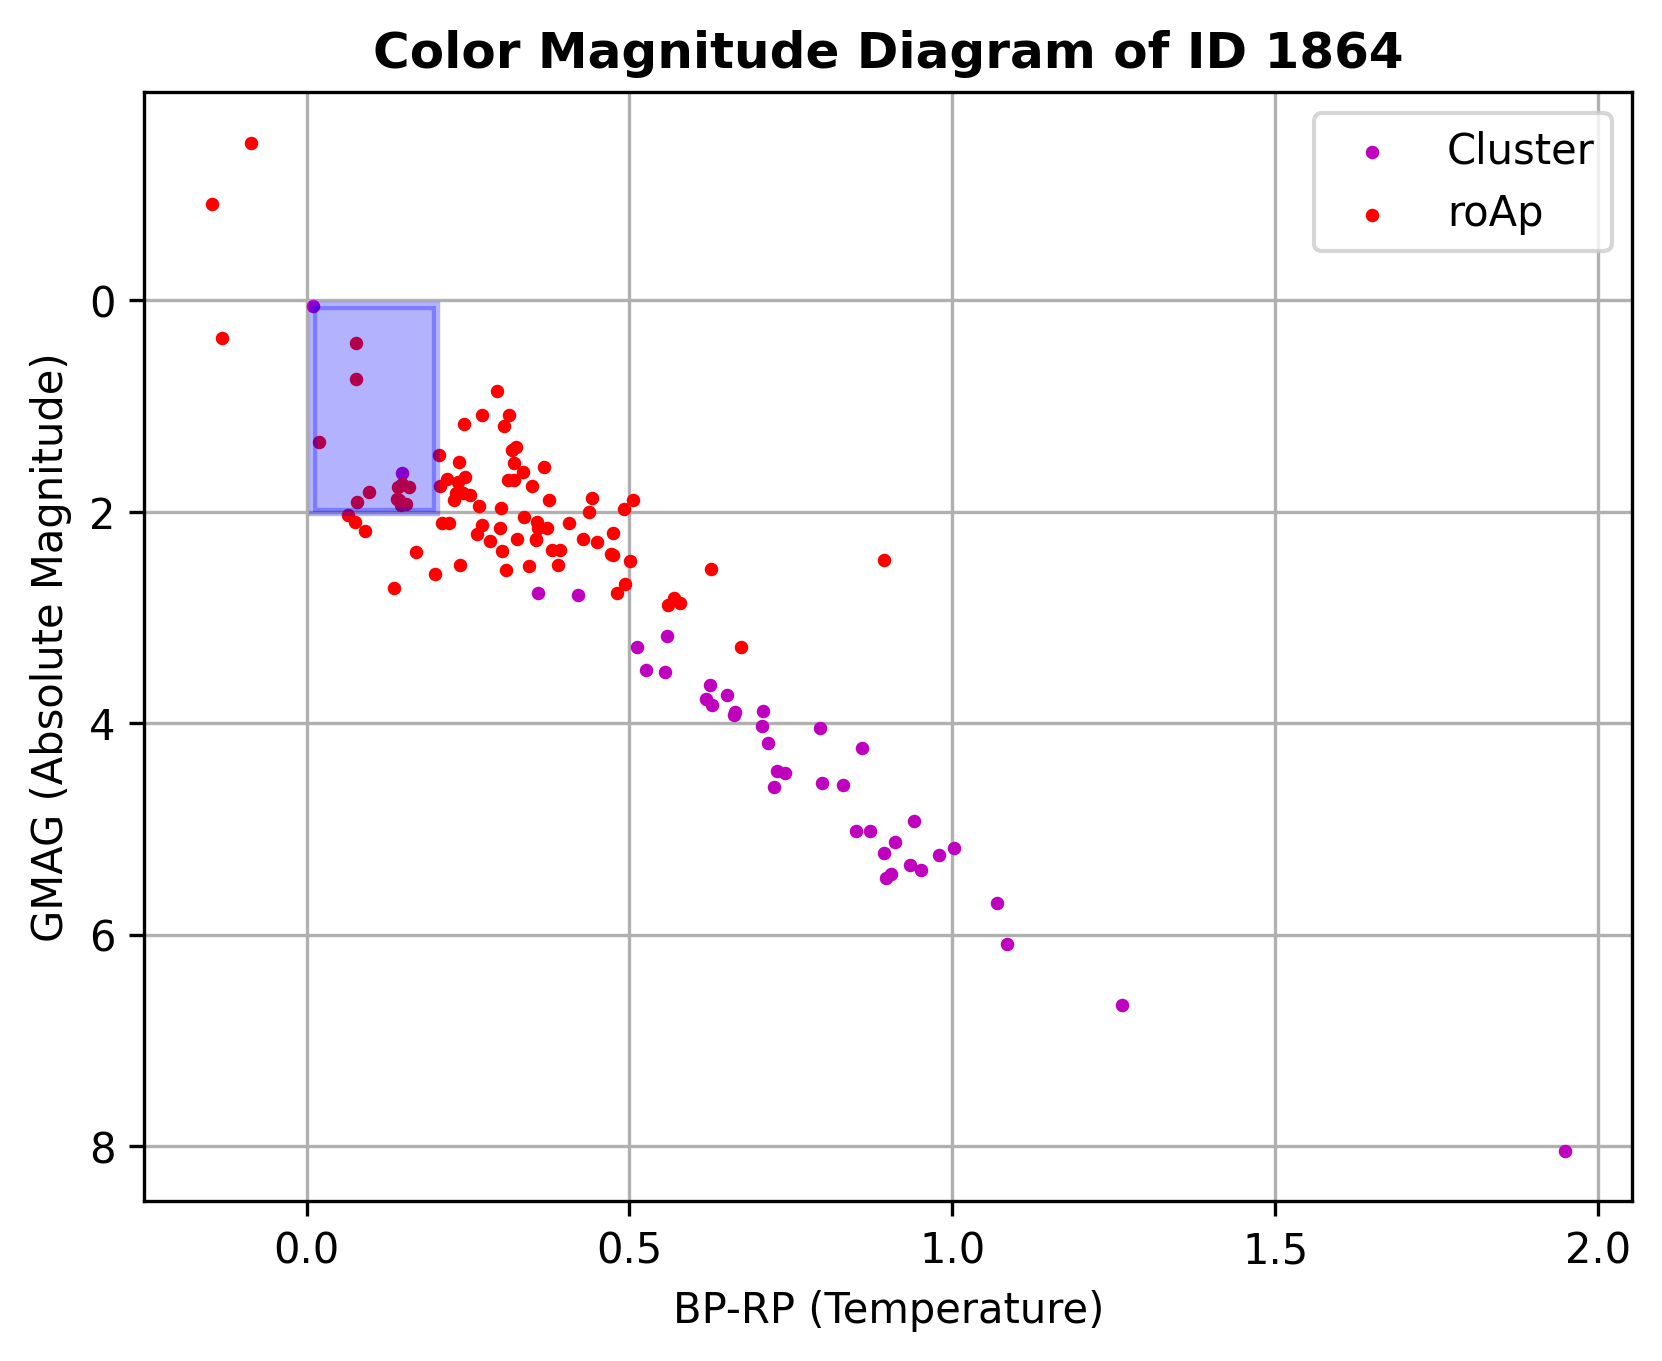 Color Magnitude Diagram of ID 1864
Cluster
roAp
GMAG (Absolute Magnitude)
0
2
4
6
8
0.0 0.5 1.0 1.5 2.0
BP-RP (Temperature)